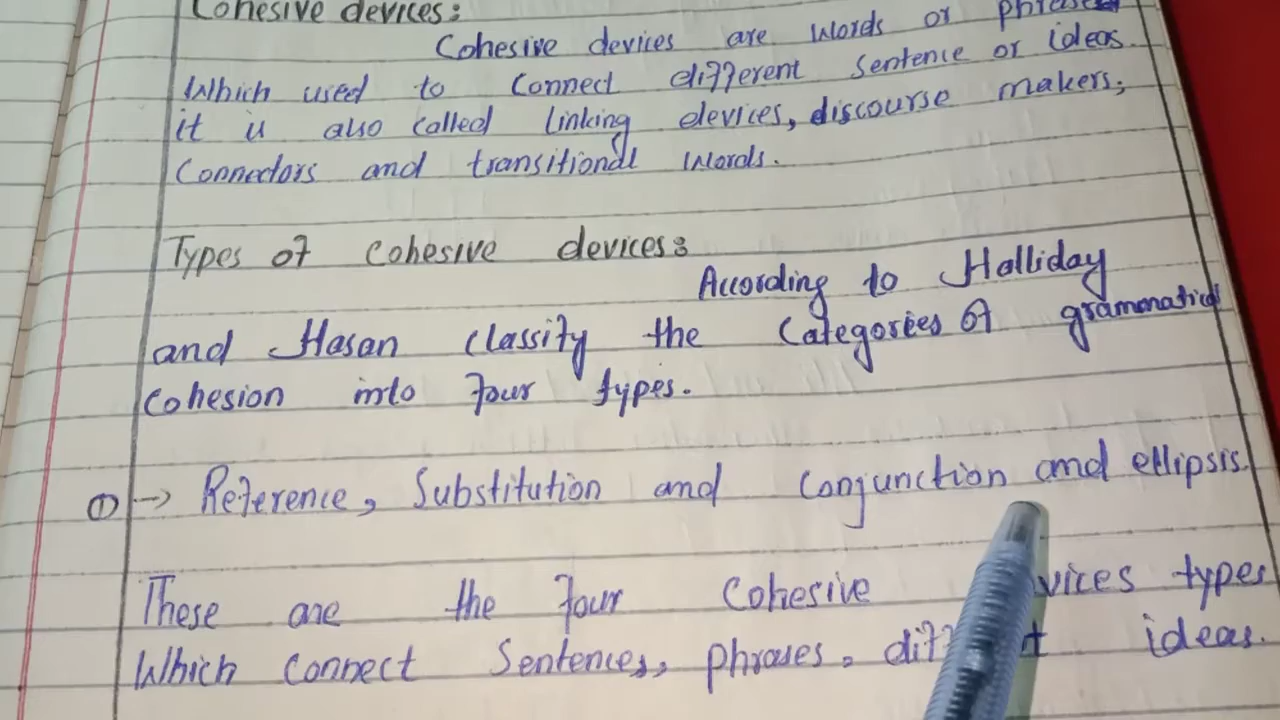 Cohesive devices:
Cohesive devices are words or phrases
Which used to connect different sentence or ideas.
it is also called linking devices, discourse makers,
Connectors and transitional words.
Types of Cohesive devices:
According to Halliday
and Hasan classify the categories of grammatical
Cohesion into four types.
① → Reference, Substitution and Conjunction and ellipsis.
These are the four Cohesive vices types
Which connect Sentences, phrases, ideas.